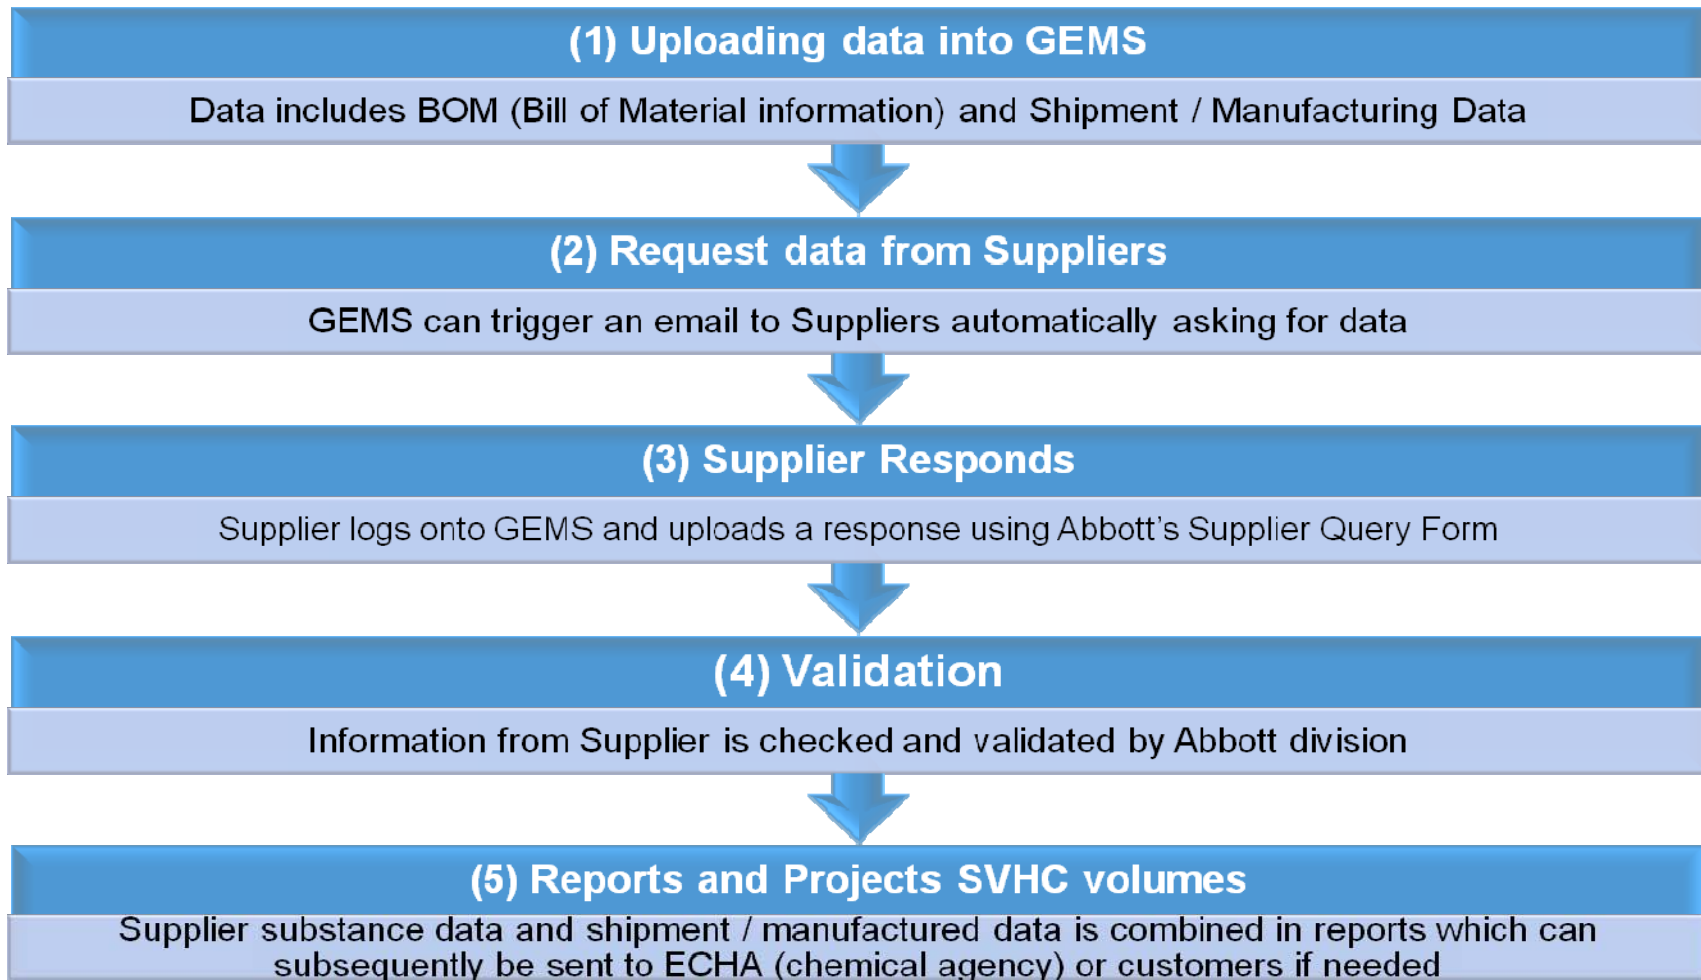 (1) Uploading data into GEMS
Data includes BOM (Bill of Material information) and Shipment / Manufacturing Data
(2) Request data from Suppliers
GEMS can trigger an email to Suppliers automatically asking for data
(3) Supplier Responds
Supplier logs onto GEMS and uploads a response using Abbott's Supplier Query Form
(4) Validation
Information from Supplier is checked and validated by Abbott division
(5) Reports and Projects SVHC volumes
Supplier substance data and shipment / manufactured data is combined in reports which can
subsequently be sent to ECHA (chemical agency) or customers if needed